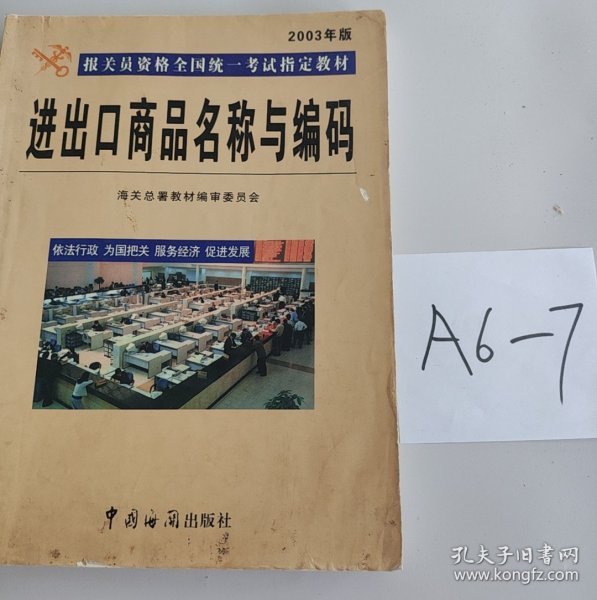 2003年版
报关员资格全国统一考试指定教材
进出口商品名称与编码
海关总署教材编审委员会
依法行政 为国把关 服务经济 促进发展
中国海关出版社
A6-7
孔夫子旧书网
www.kongfz.com